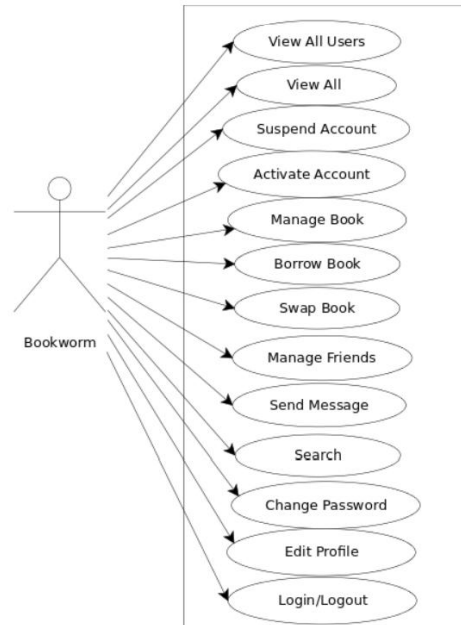 View All Users
View All
Suspend Account
Activate Account
Manage Book
Borrow Book
Swap Book
Bookworm
Manage Friends
Send Message
Search
Change Password
Edit Profile
Login/Logout